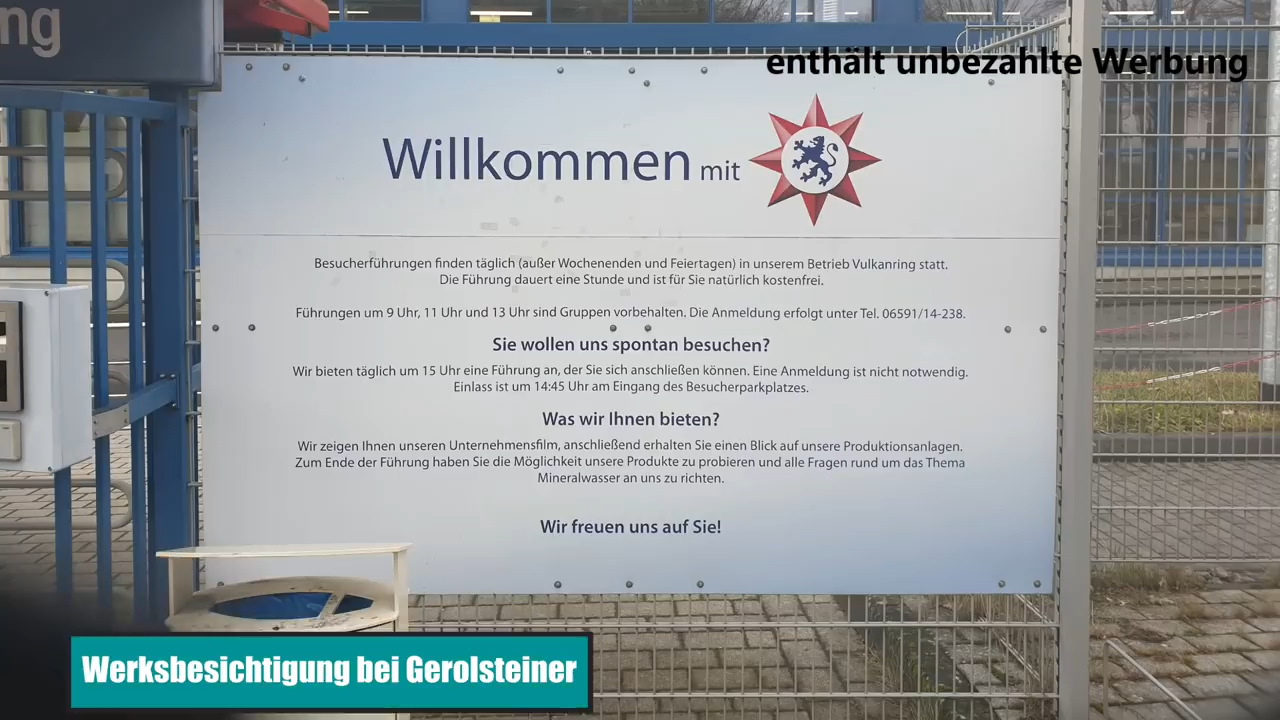 ng
enthält unbezahlte Werbung
Willkommen mit
Besucherführungen finden täglich (außer Wochenenden und Feiertagen) in unserem Betrieb Vulkanring statt.
Die Führung dauert eine Stunde und ist für Sie natürlich kostenfrei.
Führungen um 9 Uhr, 11 Uhr und 13 Uhr sind Gruppen vorbehalten. Die Anmeldung erfolgt unter Tel. 06591/14-238.
Sie wollen uns spontan besuchen?
Wir bieten täglich um 15 Uhr eine Führung an, der Sie sich anschließen können. Eine Anmeldung ist nicht notwendig.
Einlass ist um 14:45 Uhr am Eingang des Besucherparkplatzes.
Was wir Ihnen bieten?
Wir zeigen Ihnen unseren Unternehmensfilm, anschließend erhalten Sie einen Blick auf unsere Produktionsanlagen.
Zum Ende der Führung haben Sie die Möglichkeit unsere Produkte zu probieren und alle Fragen rund um das Thema
Mineralwasser an uns zu richten.
Wir freuen uns auf Sie!
Werksbesichtigung bei Gerolsteiner